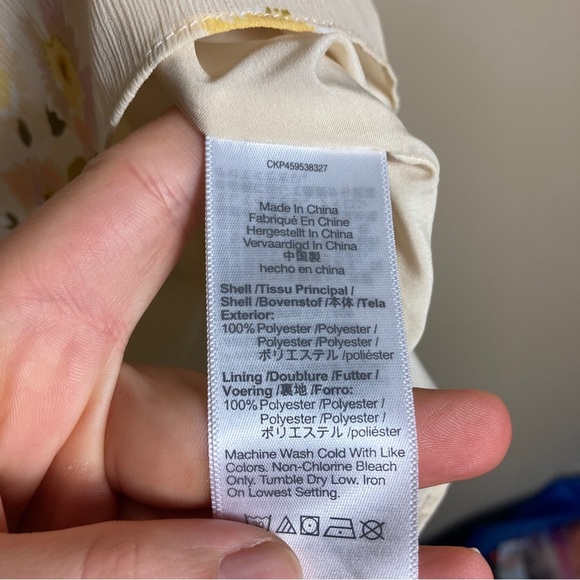 CKP459538327
Made In China
Fabriqué En Chine
Hergestellt In China
Vervaardigd In China
中国製
hecho en china
Shell /Tissu Principal /
Shell /Bovenstof /本体 /Tela
Exterior:
100% Polyester /Polyester /
Polyester /Polyester /
ポリエステル /poliéster
Lining /Doublure /Futter /
Voering /裏地 /Forro:
100% Polyester /Polyester /
Polyester /Polyester /
ポリエステル /poliéster
Machine Wash Cold With Like
Colors. Non-Chlorine Bleach
Only. Tumble Dry Low. Iron
On Lowest Setting.